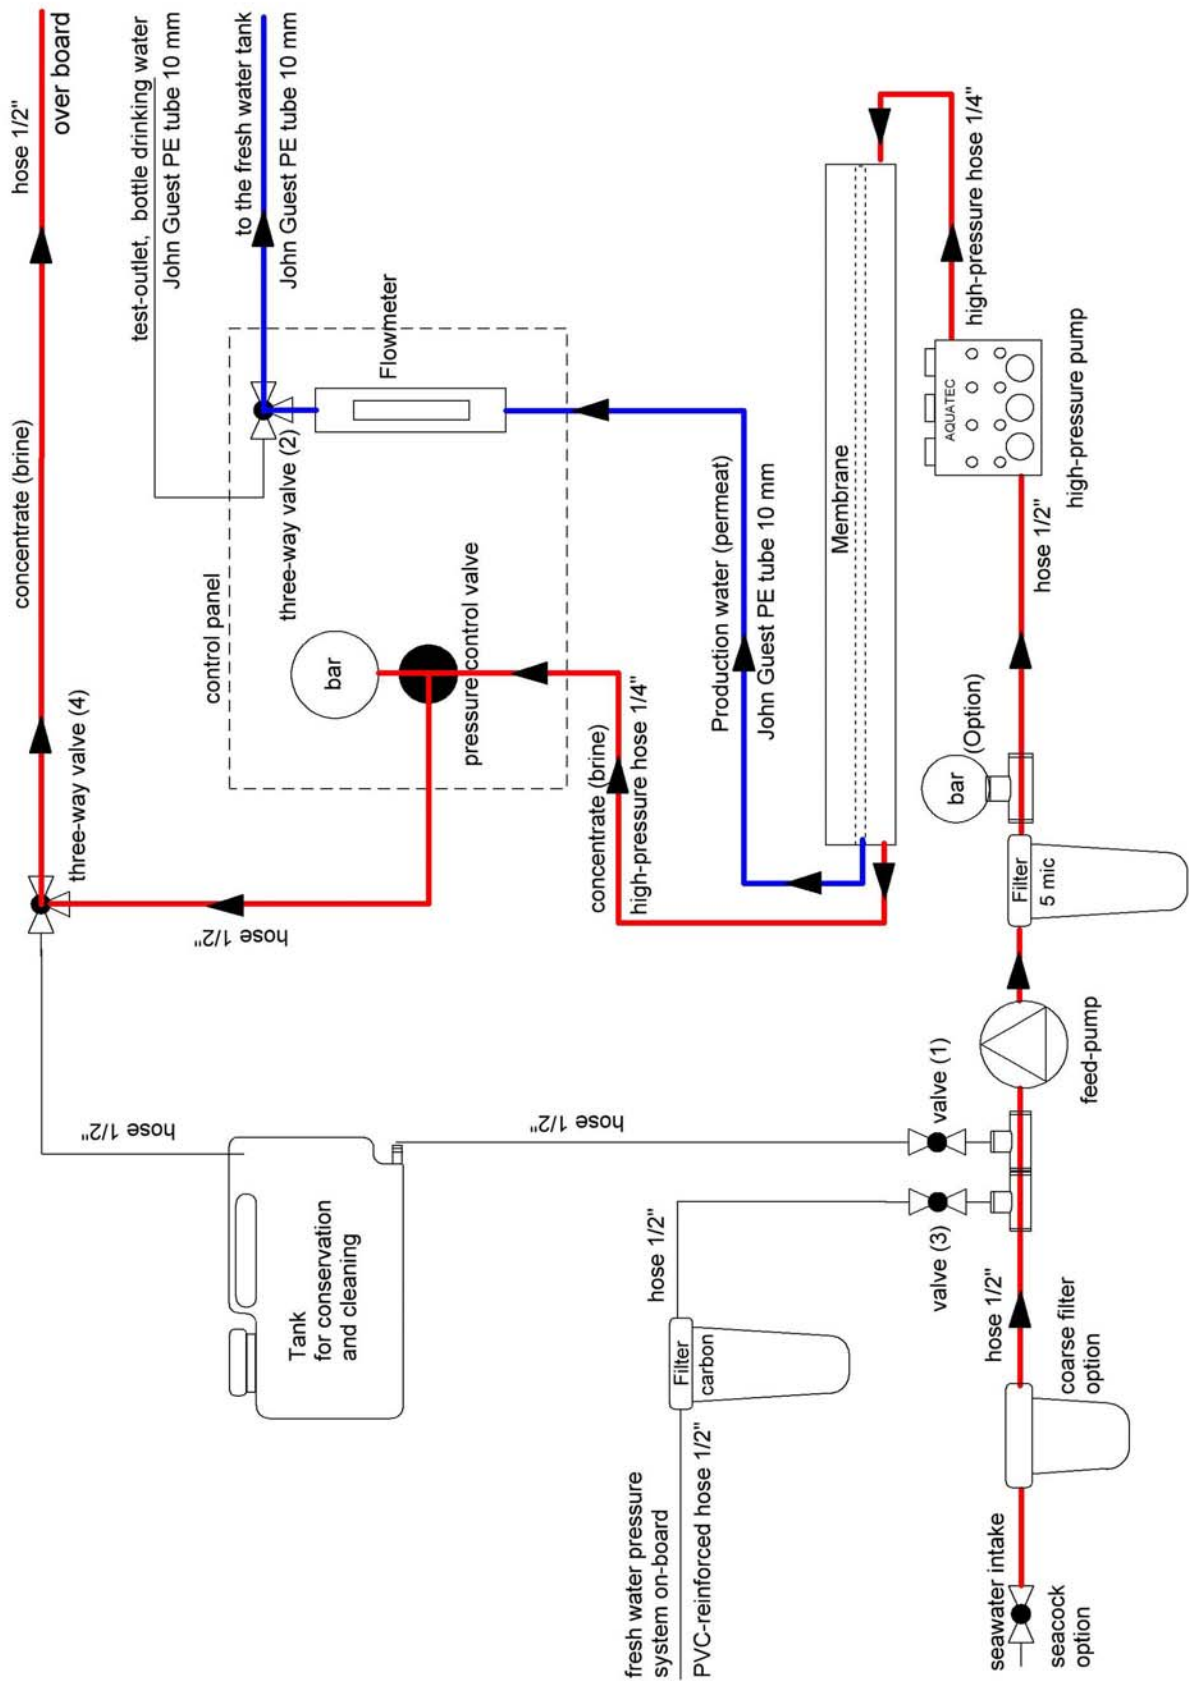 hose 1/2"
over board
concentrate (brine)
three-way valve (4)
test-outlet, bottle drinking water
John Guest PE tube 10 mm
to the fresh water tank
John Guest PE tube 10 mm
control panel
three-way valve (2)
Flowmeter
bar
pressure control valve
hose 1/2"
hose 1/2"
Tank
for conservation
and cleaning
hose 1/2"
concentrate (brine)
high-pressure hose 1/4"
Production water (permeat)
John Guest PE tube 10 mm
Membrane
high-pressure hose 1/4"
AQUATEC
high-pressure pump
hose 1/2"
bar
(Option)
Filter
5 mic
feed-pump
valve (1)
valve (3)
hose 1/2"
Filter
carbon
fresh water pressure
system on-board
PVC-reinforced hose 1/2"
hose 1/2"
coarse filter
option
seawater intake
seacock
option